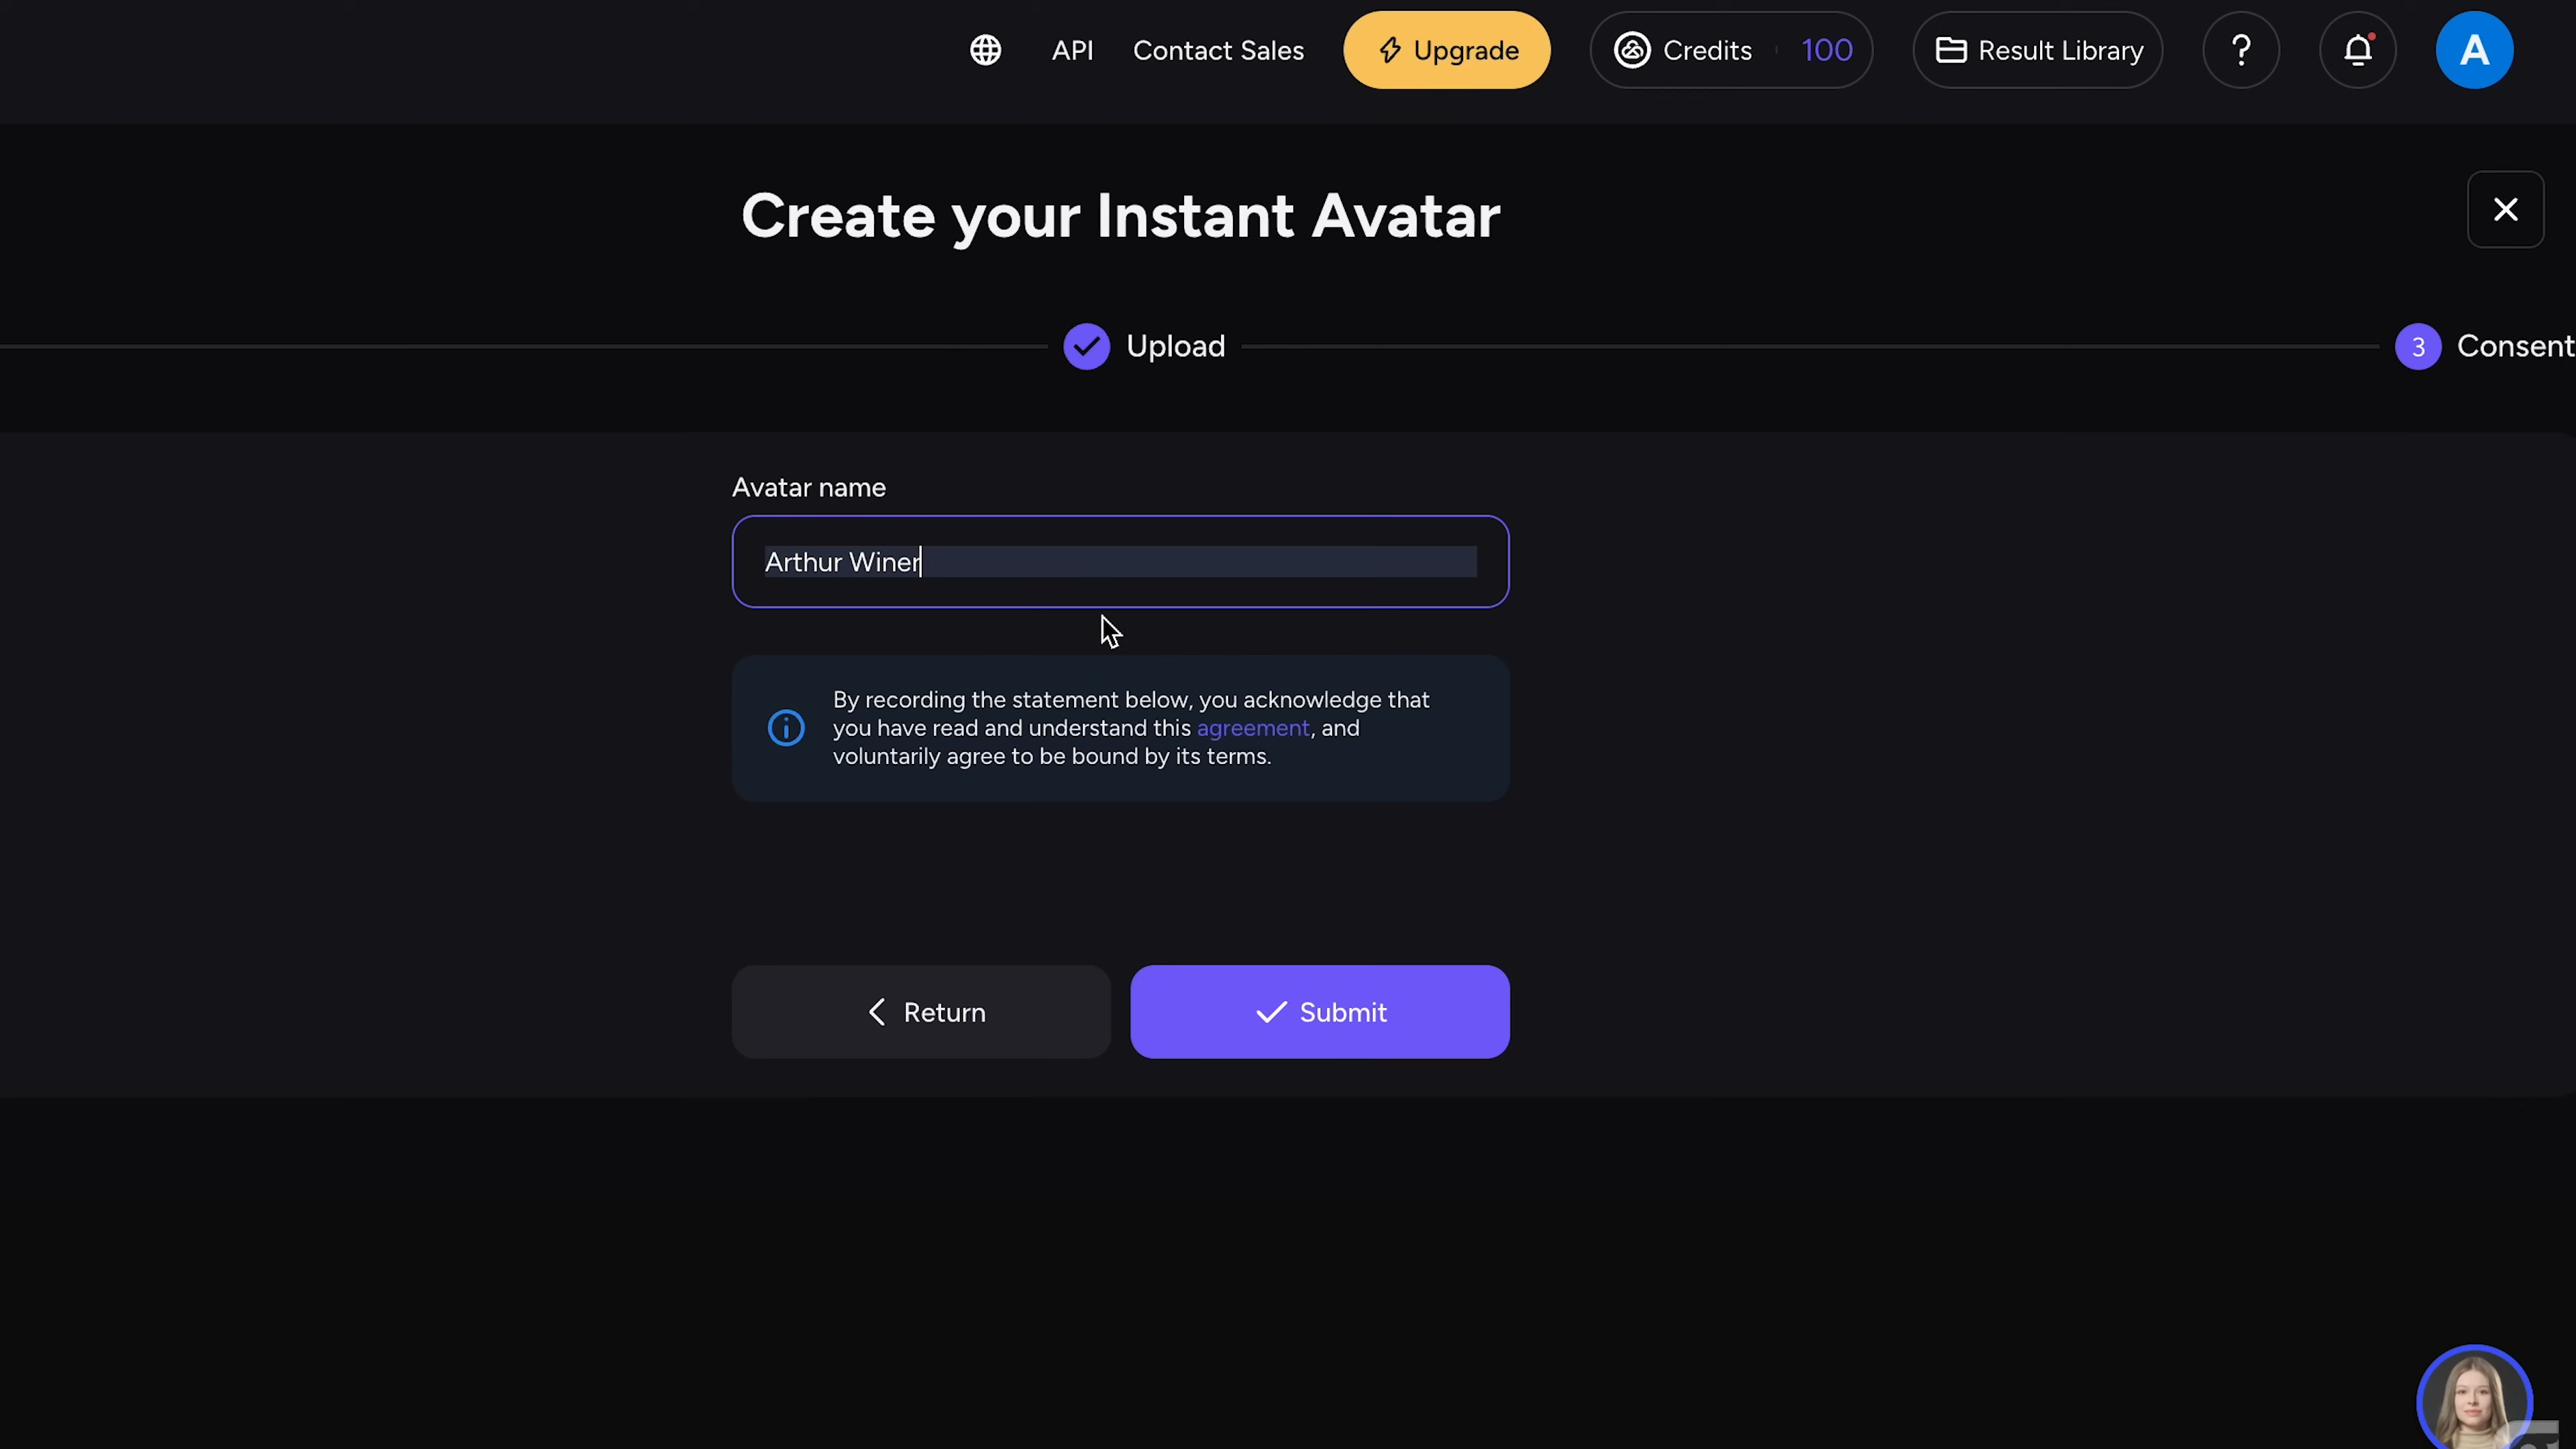 API Contact Sales Upgrade Credits 100 Result Library ? A
Create your Instant Avatar
Upload 3 Consent
Avatar name
Arthur Winer
By recording the statement below, you acknowledge that
you have read and understand this agreement, and
voluntarily agree to be bound by its terms.
Return Submit